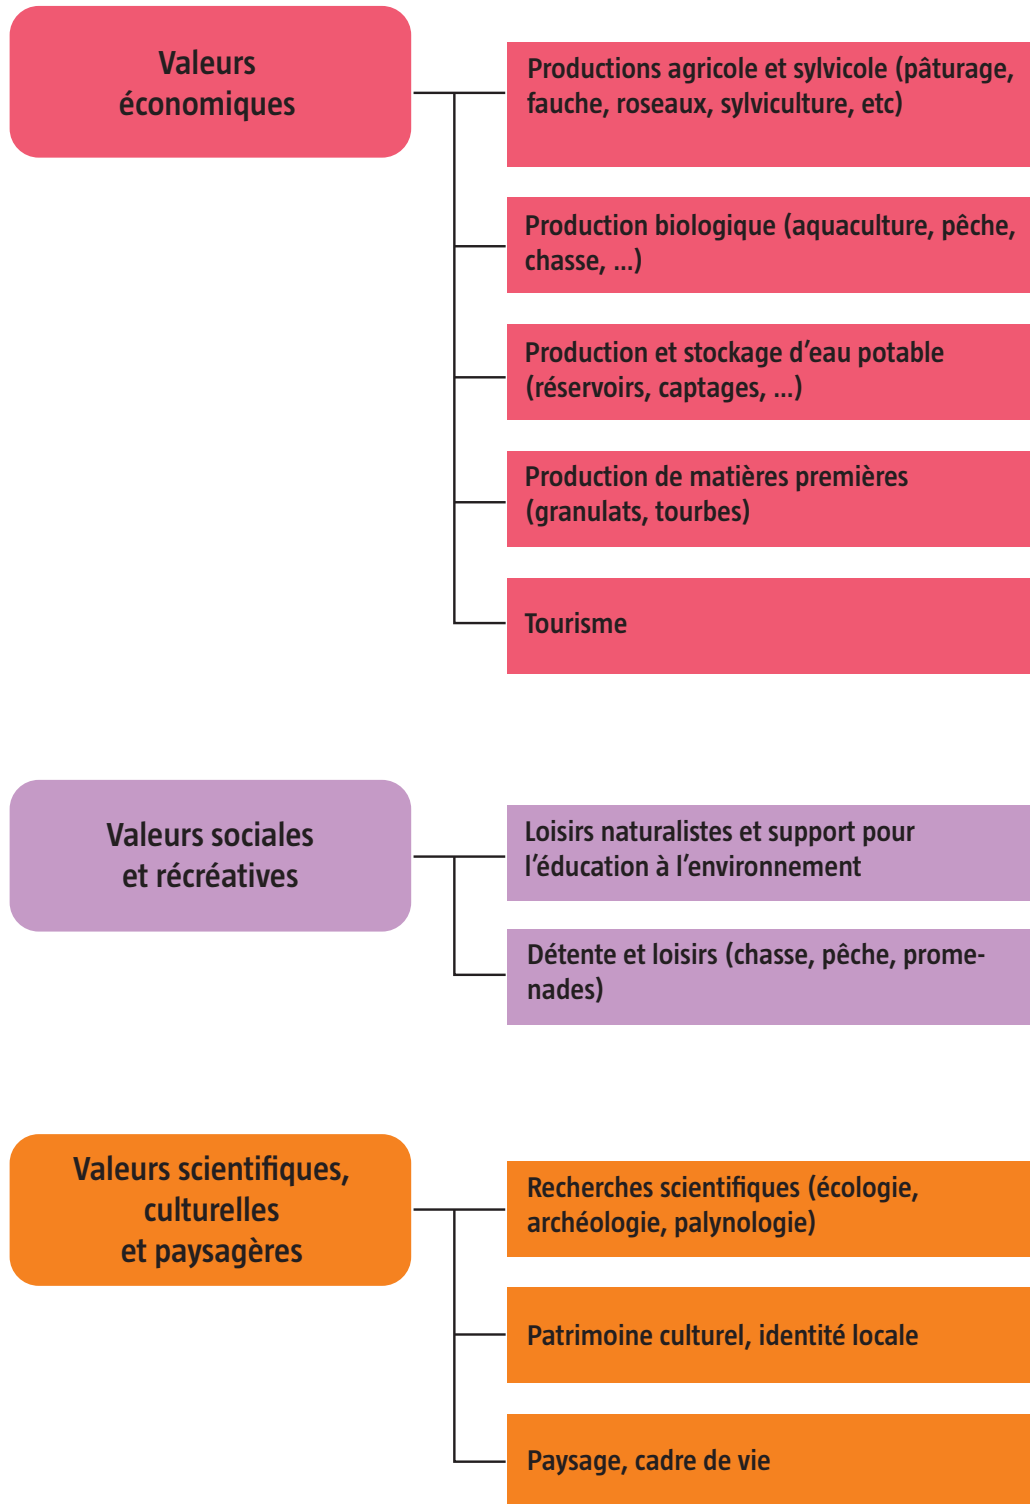 Valeurs
économiques
Productions agricole et sylvicole (pâturage,
fauche, roseaux, sylviculture, etc)
Production biologique (aquaculture, pêche,
chasse, ...)
Production et stockage d’eau potable
(réservoirs, captages, ...)
Production de matières premières
(granulats, tourbes)
Tourisme
Valeurs sociales
et récréatives
Loisirs naturalistes et support pour
l’éducation à l’environnement
Détente et loisirs (chasse, pêche, prome-
nades)
Valeurs scientifiques,
culturelles
et paysagères
Recherches scientifiques (écologie,
archéologie, palynologie)
Patrimoine culturel, identité locale
Paysage, cadre de vie